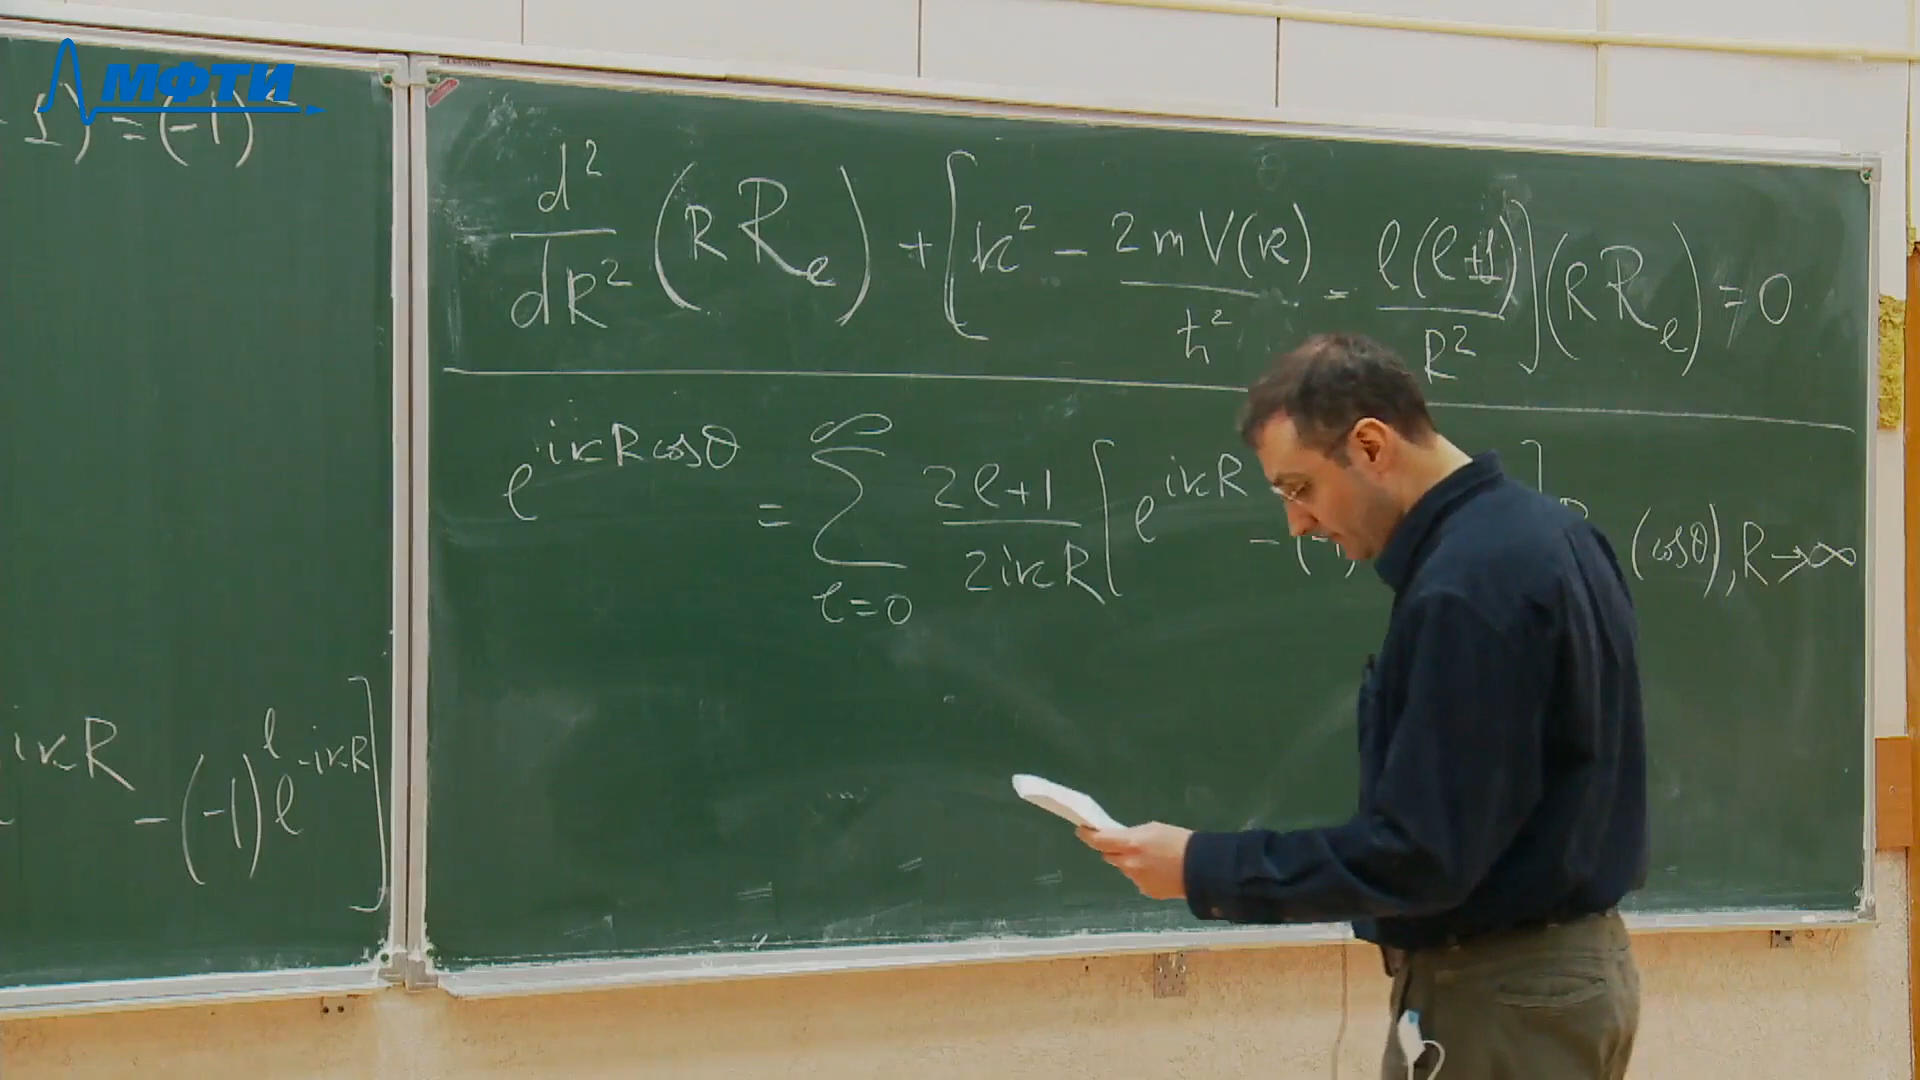 МФТИ
1) = (-1)
ikR - (-1)^l e^{-ikR}]
d²/dR² (R R_ℓ) + [k² - 2mV(R)/ħ² - ℓ(ℓ+1)/R²](R R_ℓ) = 0
e^{ikR cosθ} = ∑_{ℓ=0}^{∞} (2ℓ+1)/(2ikR) [e^{ikR} - (-1 ] (cosθ), R→∞